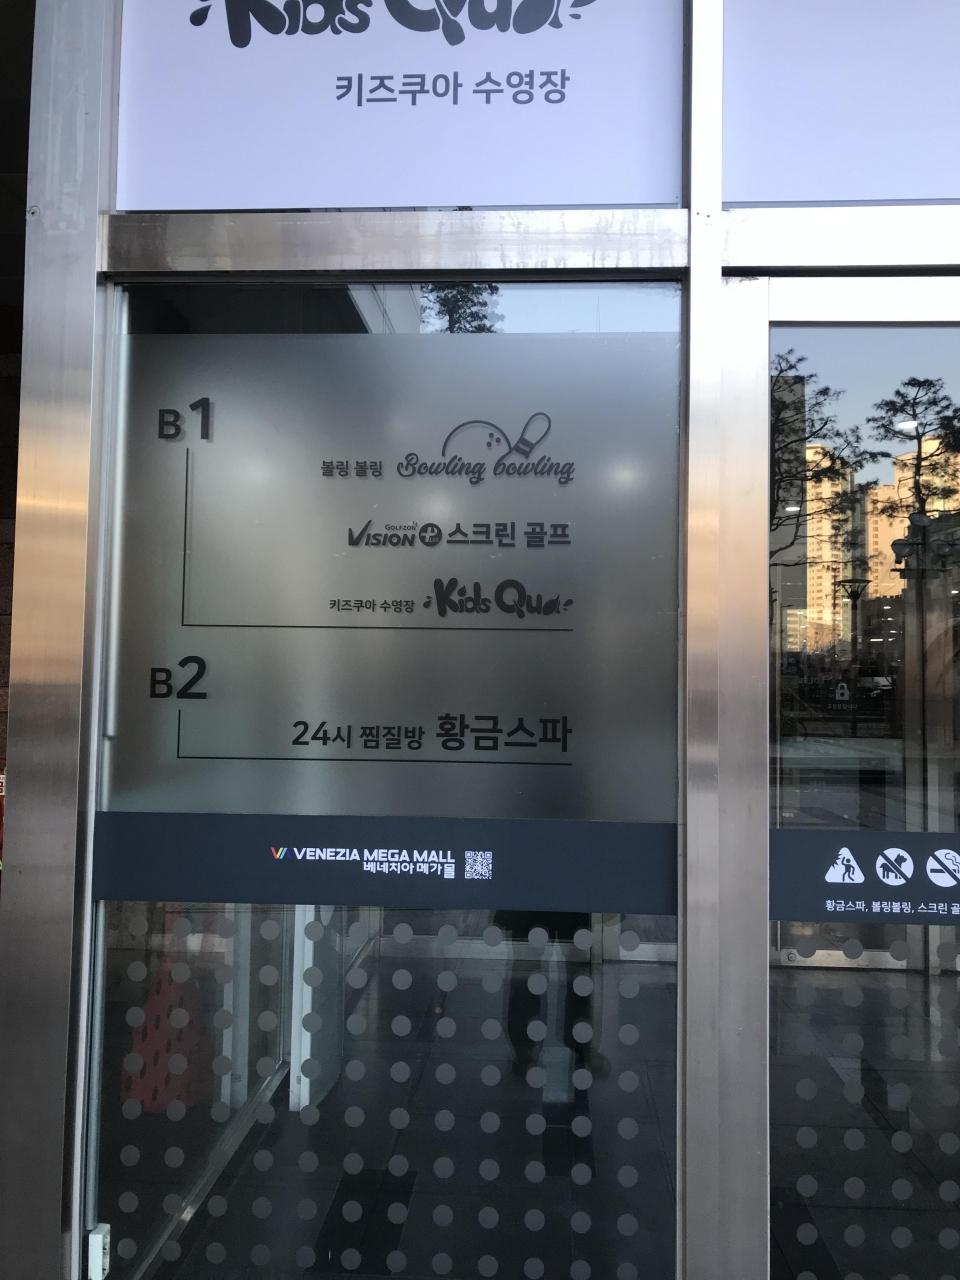 Kids Qua
키즈쿠아 수영장
B1
볼링 볼링 Bowling bowling
GOLFZON VISION 스크린 골프
키즈쿠아 수영장 Kids Qua
B2
24시 찜질방 황금스파
VENEZIA MEGA MALL
베네치아 메가몰
황금스파, 볼링볼링, 스크린